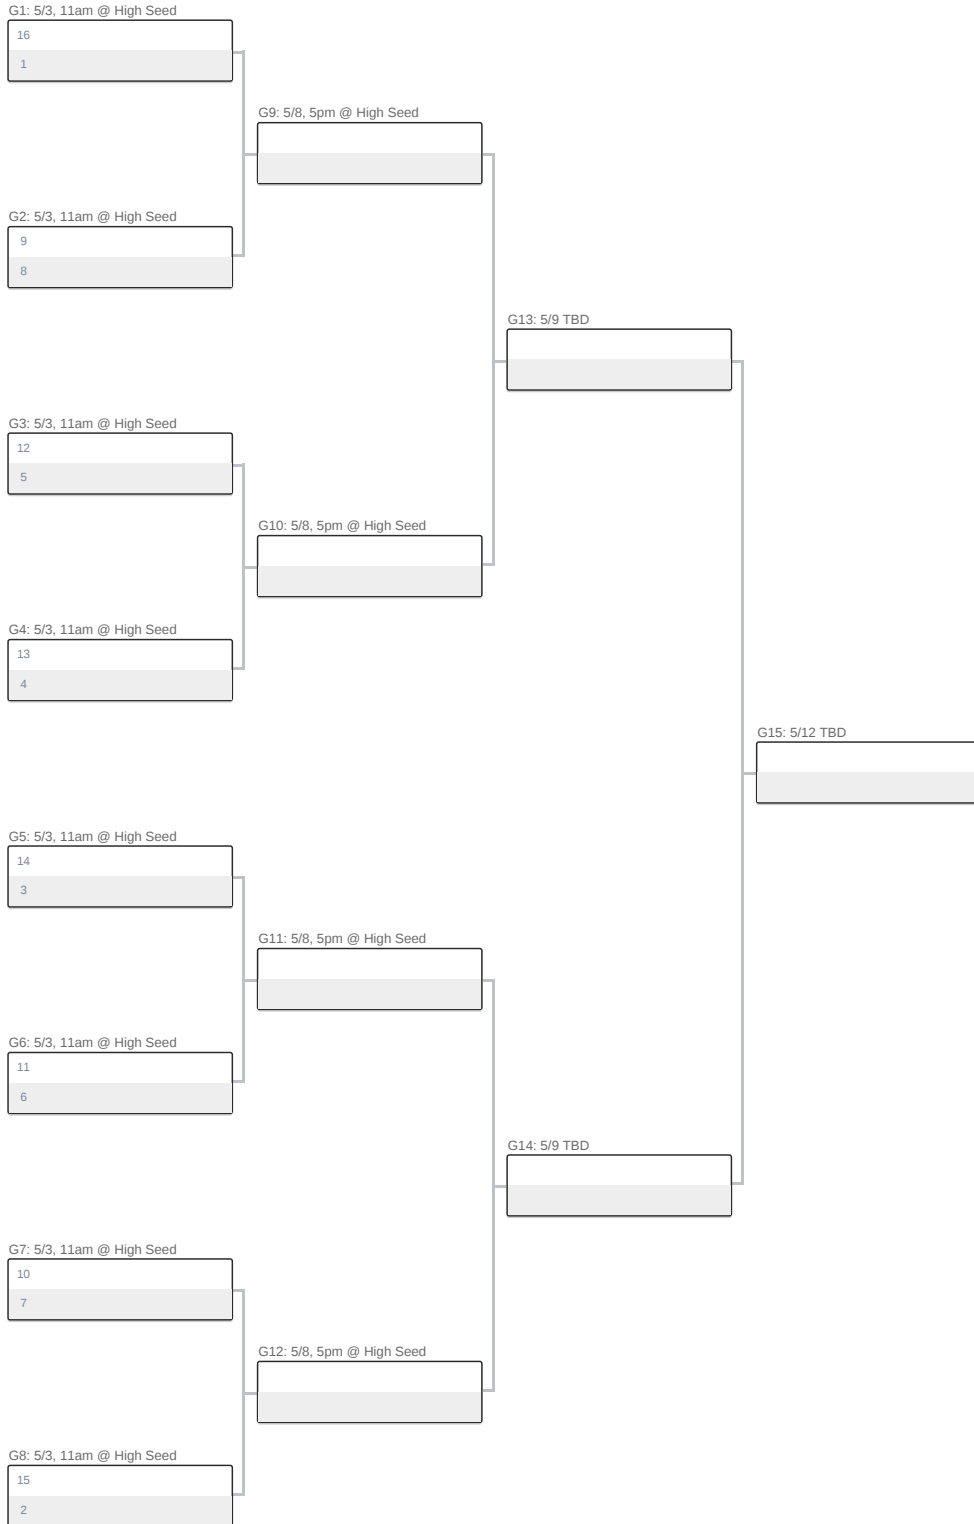 G1: 5/3, 11am @ High Seed
16
1
G9: 5/8, 5pm @ High Seed
G2: 5/3, 11am @ High Seed
9
8
G13: 5/9 TBD
G3: 5/3, 11am @ High Seed
12
5
G10: 5/8, 5pm @ High Seed
G4: 5/3, 11am @ High Seed
13
4
G15: 5/12 TBD
G5: 5/3, 11am @ High Seed
14
3
G11: 5/8, 5pm @ High Seed
G6: 5/3, 11am @ High Seed
11
6
G14: 5/9 TBD
G7: 5/3, 11am @ High Seed
10
7
G12: 5/8, 5pm @ High Seed
G8: 5/3, 11am @ High Seed
15
2